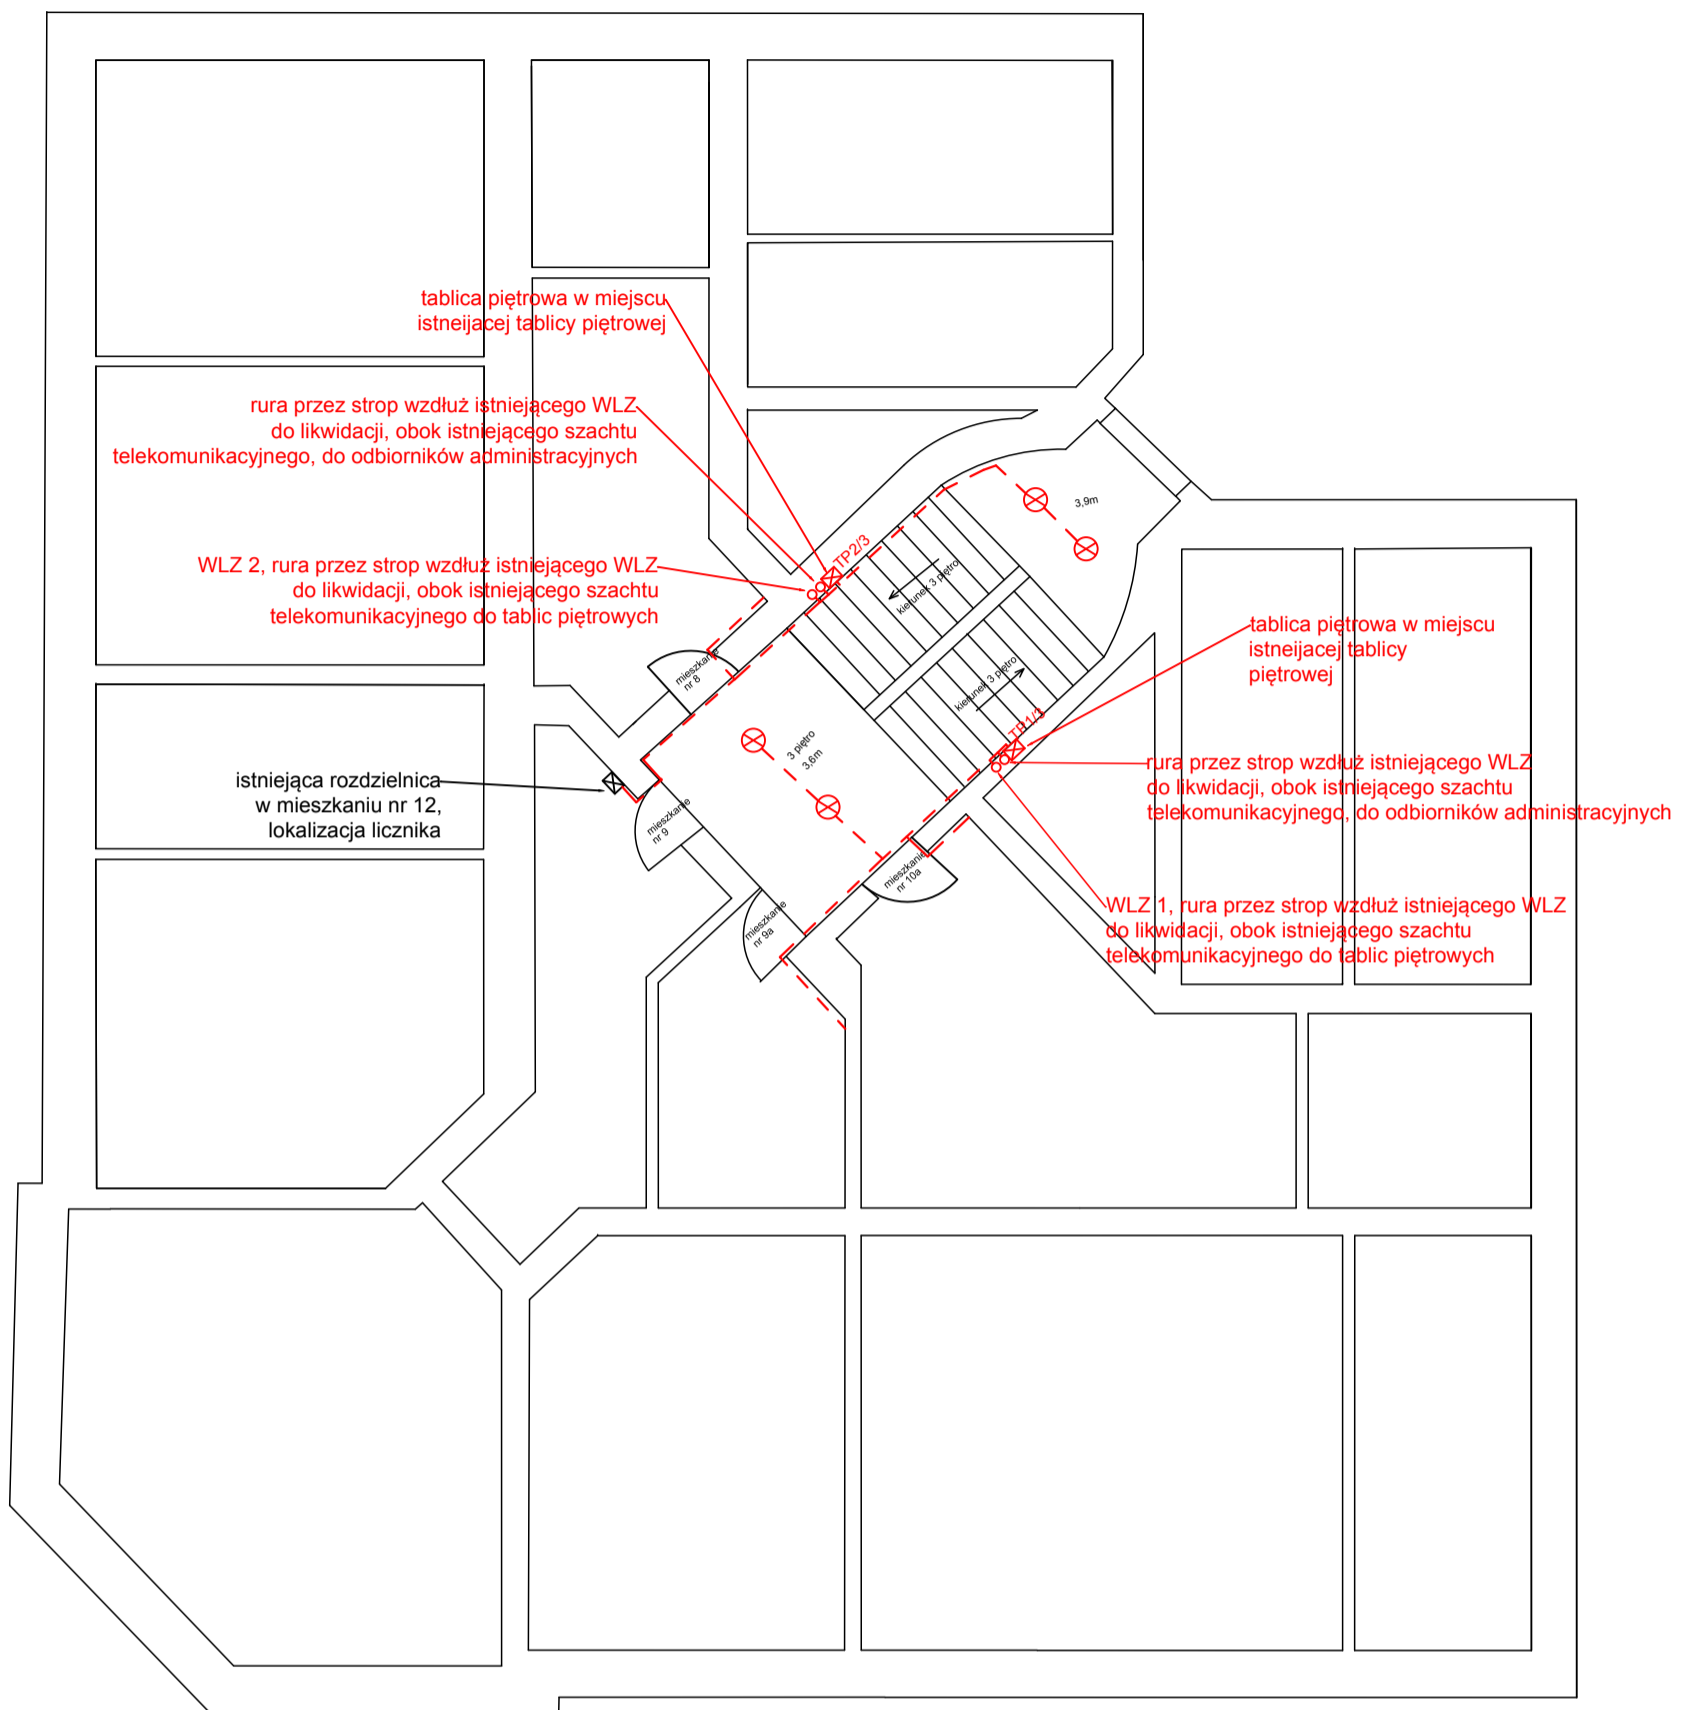 tablica piętrowa w miejscu
istneijacej tablicy piętrowej
rura przez strop wzdłuż istniejącego WLZ
do likwidacji, obok istniejącego szachtu
telekomunikacyjnego, do odbiorników administracyjnych
WLZ 2, rura przez strop wzdłuż istniejącego WLZ
do likwidacji, obok istniejącego szachtu
telekomunikacyjnego do tablic piętrowych
TP2/3
3,9m
kierunek 3 piętro
kierunek 3 piętro
mieszkanie
nr 8
3 piętro
3,6m
TP1/3
tablica piętrowa w miejscu
istneijacej tablicy
piętrowej
rura przez strop wzdłuż istniejącego WLZ
do likwidacji, obok istniejącego szachtu
telekomunikacyjnego, do odbiorników administracyjnych
istniejąca rozdzielnica
w mieszkaniu nr 12,
lokalizacja licznika
mieszkanie
nr 9
mieszkanie
nr 10a
mieszkanie
nr 9a
WLZ 1, rura przez strop wzdłuż istniejącego WLZ
do likwidacji, obok istniejącego szachtu
telekomunikacyjnego do tablic piętrowych